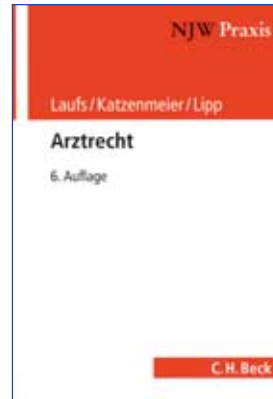 NJW Praxis
Laufs/Katzenmeier/Lipp
Arztrecht
6. Auflage
C.H.Beck